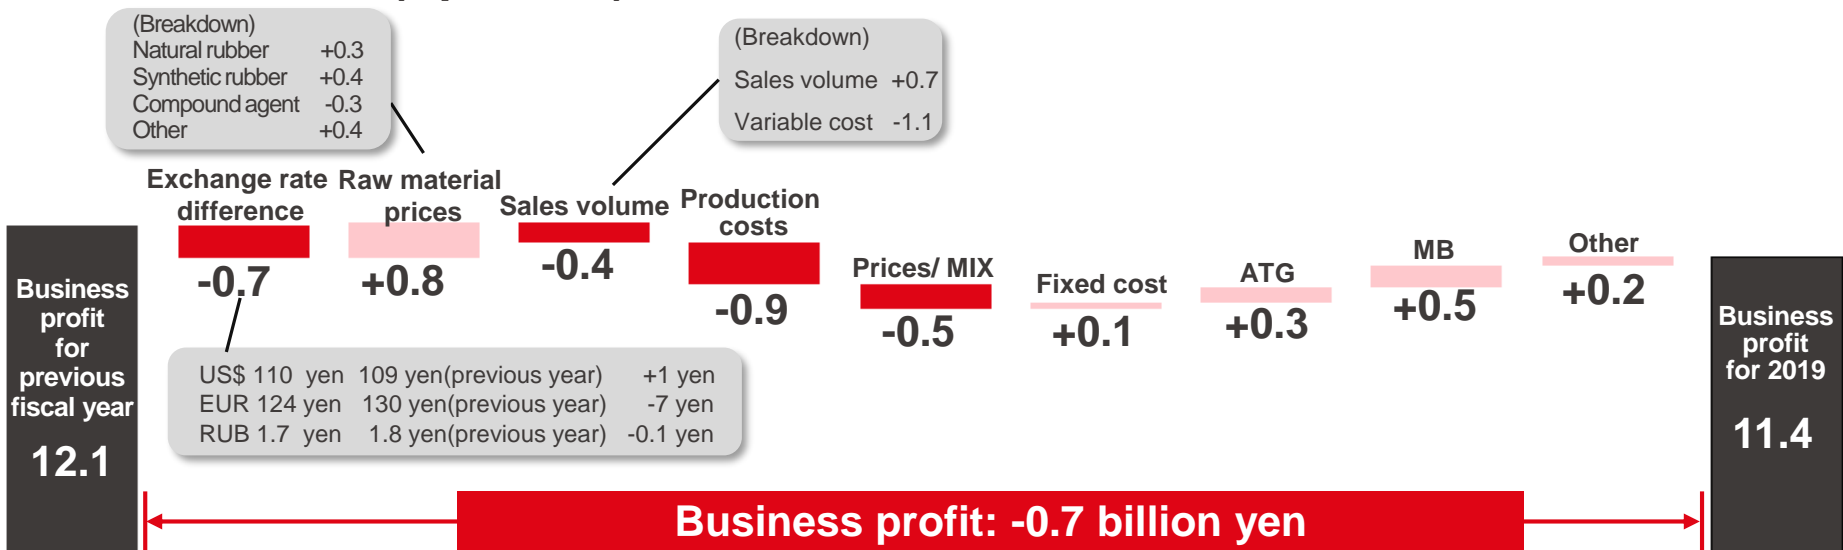 (Breakdown)
Natural rubber +0.3
Synthetic rubber +0.4
Compound agent -0.3
Other +0.4
(Breakdown)
Sales volume +0.7
Variable cost -1.1
Exchange rate
difference
-0.7
Raw material
prices
+0.8
Sales volume
-0.4
Production
costs
-0.9
Prices/ MIX
-0.5
Fixed cost
+0.1
ATG
+0.3
MB
+0.5
Other
+0.2
Business
profit
for
previous
fiscal year
12.1
US$ 110 yen 109 yen(previous year) +1 yen
EUR 124 yen 130 yen(previous year) -7 yen
RUB 1.7 yen 1.8 yen(previous year) -0.1 yen
Business
profit
for 2019
11.4
Business profit: -0.7 billion yen